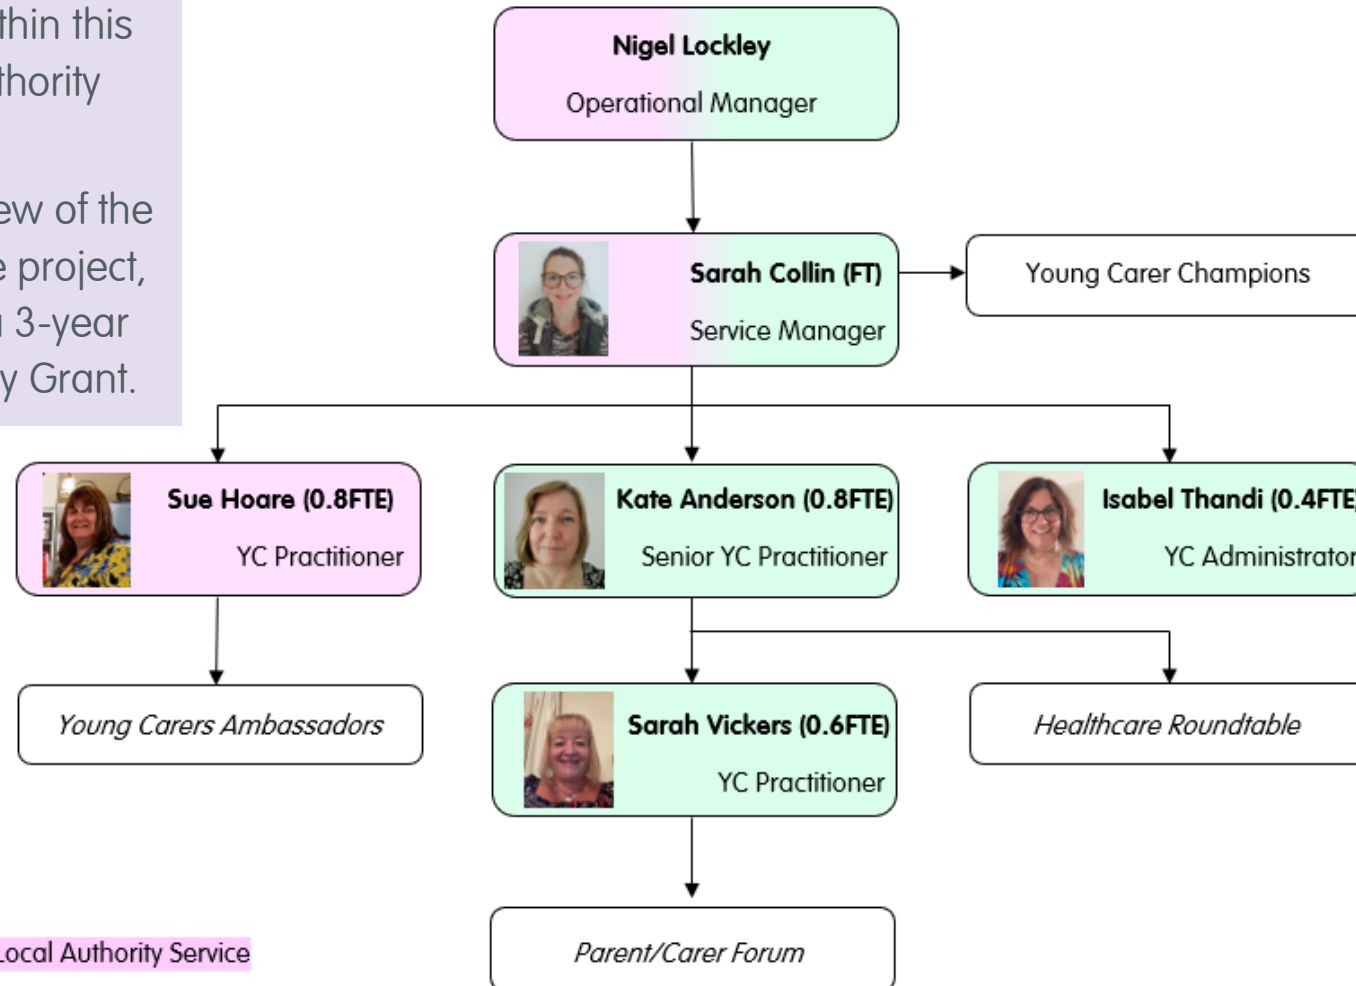 thin this
thority
ew of the
e project,
a 3-year
y Grant.
Nigel Lockley
Operational Manager
Sarah Collin (FT)
Service Manager
Young Carer Champions
Sue Hoare (0.8FTE)
YC Practitioner
Kate Anderson (0.8FTE)
Senior YC Practitioner
Isabel Thandi (0.4FTE)
YC Administrator
Young Carers Ambassadors
Sarah Vickers (0.6FTE)
YC Practitioner
Healthcare Roundtable
Local Authority Service
Parent/Carer Forum